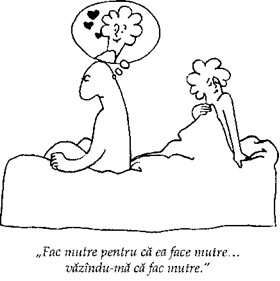 „Fac mutre pentru că ea face mutre...
văzîndu-mă că fac mutre.”